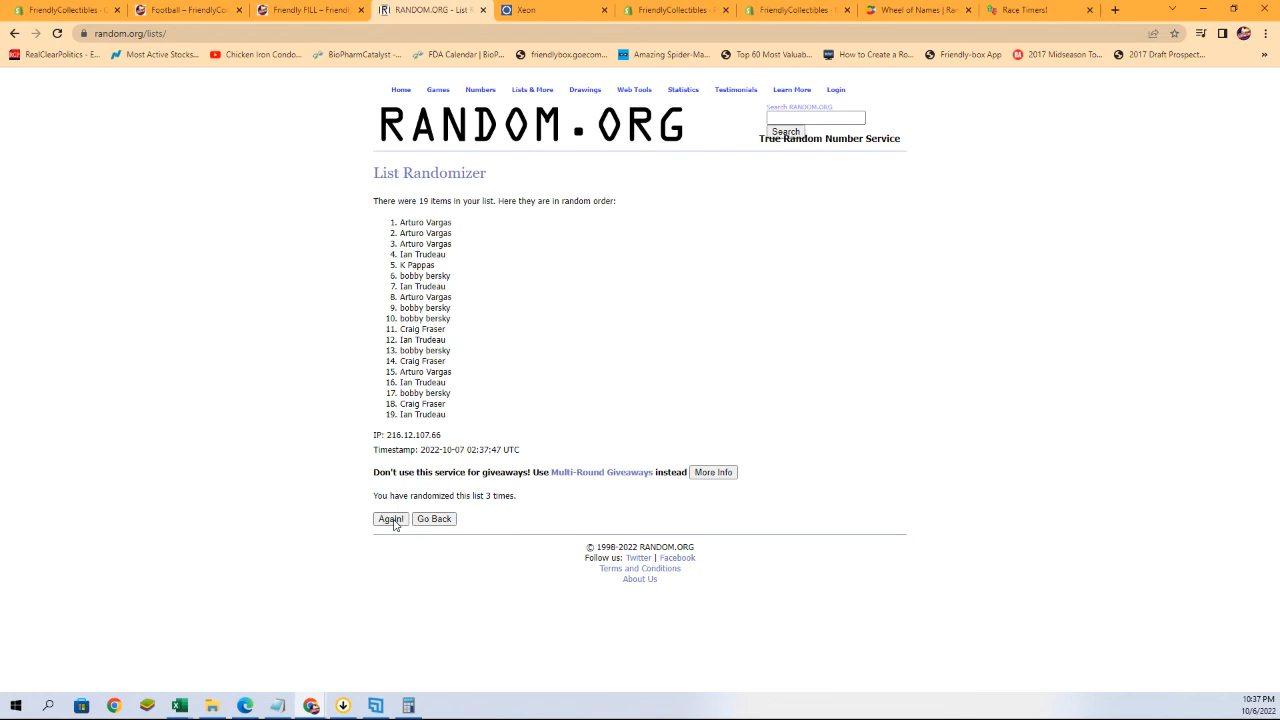 FriendlyCollectibles - C
Football – FriendlyCo
Friendly FILL – Friendl
RANDOM.ORG - List R
Xeon
FriendlyCollectibles -
FriendlyCollectibles -
Wheel of Names | Ra
Race Timers!
random.org/lists/
RealClearPolitics - E...
Most Active Stocks...
Chicken Iron Condo...
BioPharmCatalyst -...
FDA Calendar | BioP...
friendlybox.goecom...
Amazing Spider-Ma...
Top 60 Most Valuab...
How to Create a Ro...
Friendly-box App
2017 Midseason To...
2017 Draft Prospect...
Home Games Numbers Lists & More Drawings Web Tools Statistics Testimonials Learn More Login
RANDOM.ORG
Search RANDOM.ORG
Search
True Random Number Service
List Randomizer
There were 19 items in your list. Here they are in random order:
1. Arturo Vargas
2. Arturo Vargas
3. Arturo Vargas
4. Ian Trudeau
5. K Pappas
6. bobby bersky
7. Ian Trudeau
8. Arturo Vargas
9. bobby bersky
10. bobby bersky
11. Craig Fraser
12. Ian Trudeau
13. bobby bersky
14. Craig Fraser
15. Arturo Vargas
16. Ian Trudeau
17. bobby bersky
18. Craig Fraser
19. Ian Trudeau
IP: 216.12.107.66
Timestamp: 2022-10-07 02:37:47 UTC
Don't use this service for giveaways! Use Multi-Round Giveaways instead More Info
You have randomized this list 3 times.
Again! Go Back
© 1998-2022 RANDOM.ORG
Follow us: Twitter | Facebook
Terms and Conditions
About Us
10:37 PM
10/6/2022